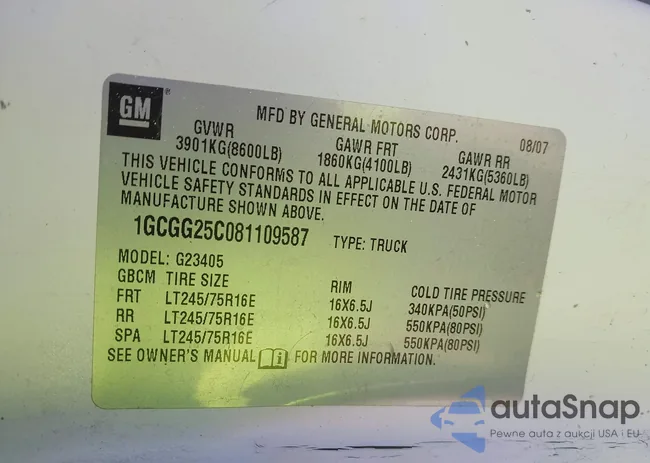 GM ®
MFD BY GENERAL MOTORS CORP. 08/07
GVWR GAWR FRT GAWR RR
3901KG(8600LB) 1860KG(4100LB) 2431KG(5360LB)
THIS VEHICLE CONFORMS TO ALL APPLICABLE U.S. FEDERAL MOTOR
VEHICLE SAFETY STANDARDS IN EFFECT ON THE DATE OF
MANUFACTURE SHOWN ABOVE.
1GCGG25C081109587 TYPE: TRUCK
MODEL: G23405
GBCM TIRE SIZE RIM COLD TIRE PRESSURE
FRT LT245/75R16E 16X6.5J 340KPA(50PSI)
RR LT245/75R16E 16X6.5J 550KPA(80PSI)
SPA LT245/75R16E 16X6.5J 550KPA(80PSI)
SEE OWNER'S MANUAL i FOR MORE INFORMATION.
autaSnap
Pewne auta z aukcji USA i EU